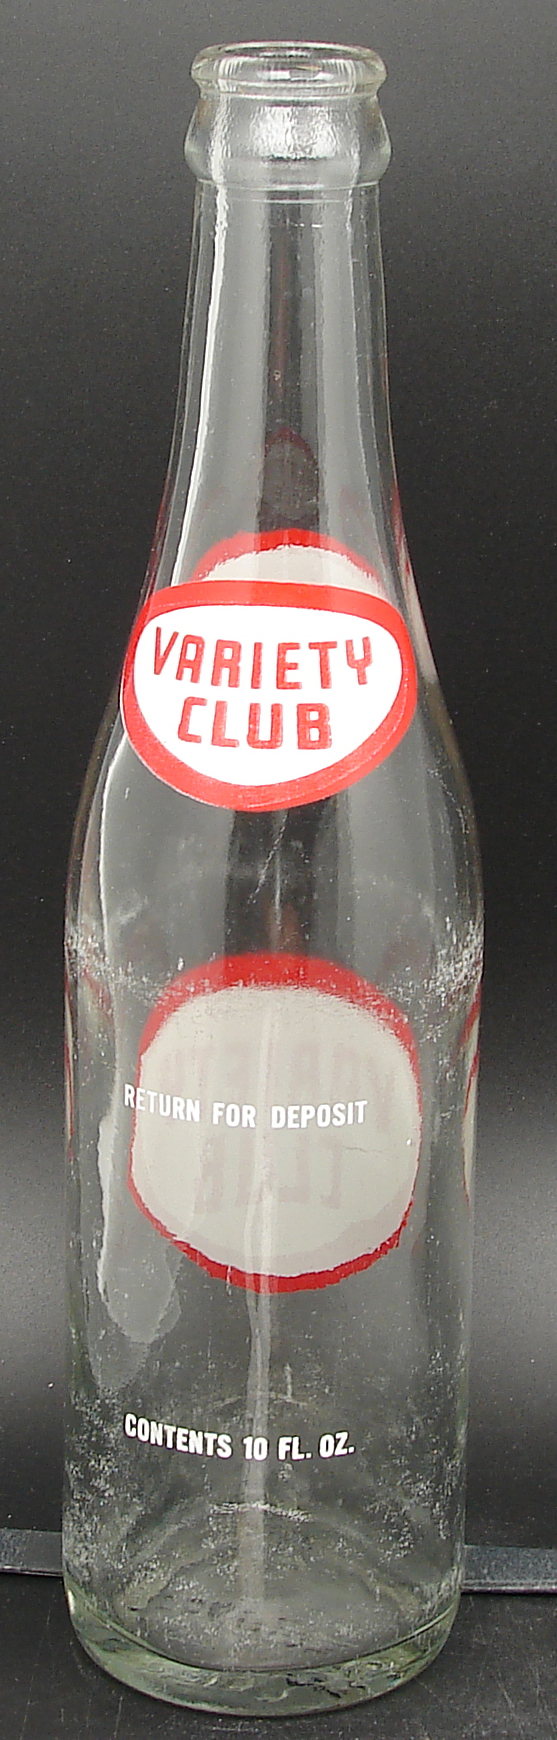 VARIETY
CLUB
RETURN FOR DEPOSIT
CONTENTS 10 FL. OZ.